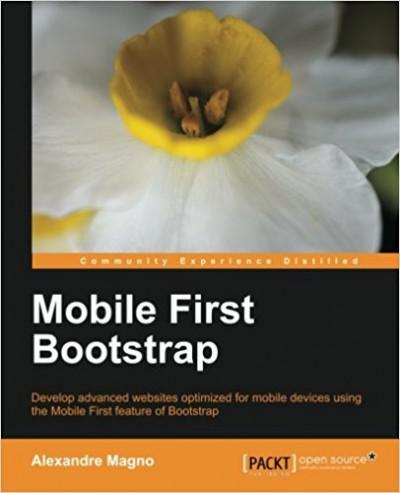 Community Experience Distilled
Mobile First
Bootstrap
Develop advanced websites optimized for mobile devices using
the Mobile First feature of Bootstrap
Alexandre Magno
[PACKT] open source*
PUBLISHING